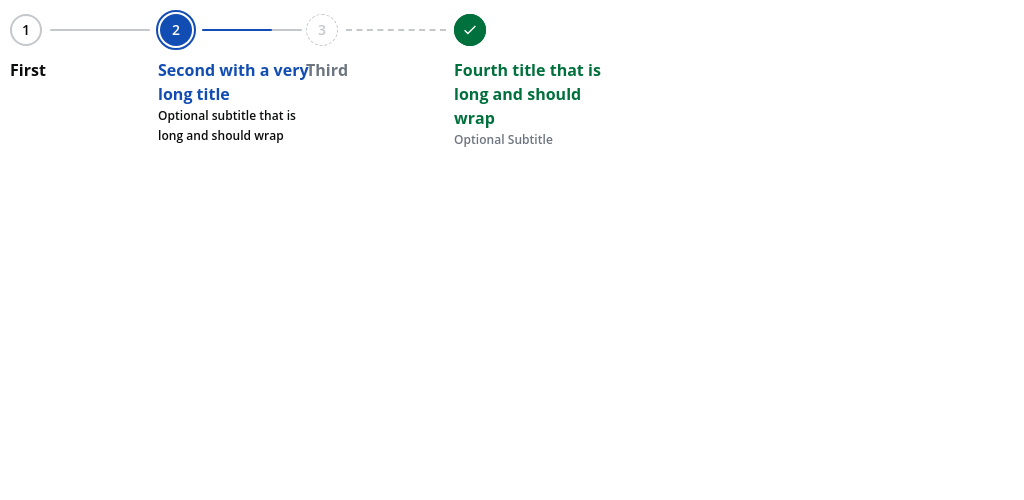 1
2
3
First
Second with a very
long title
Optional subtitle that is
long and should wrap
Third
Fourth title that is
long and should
wrap
Optional Subtitle